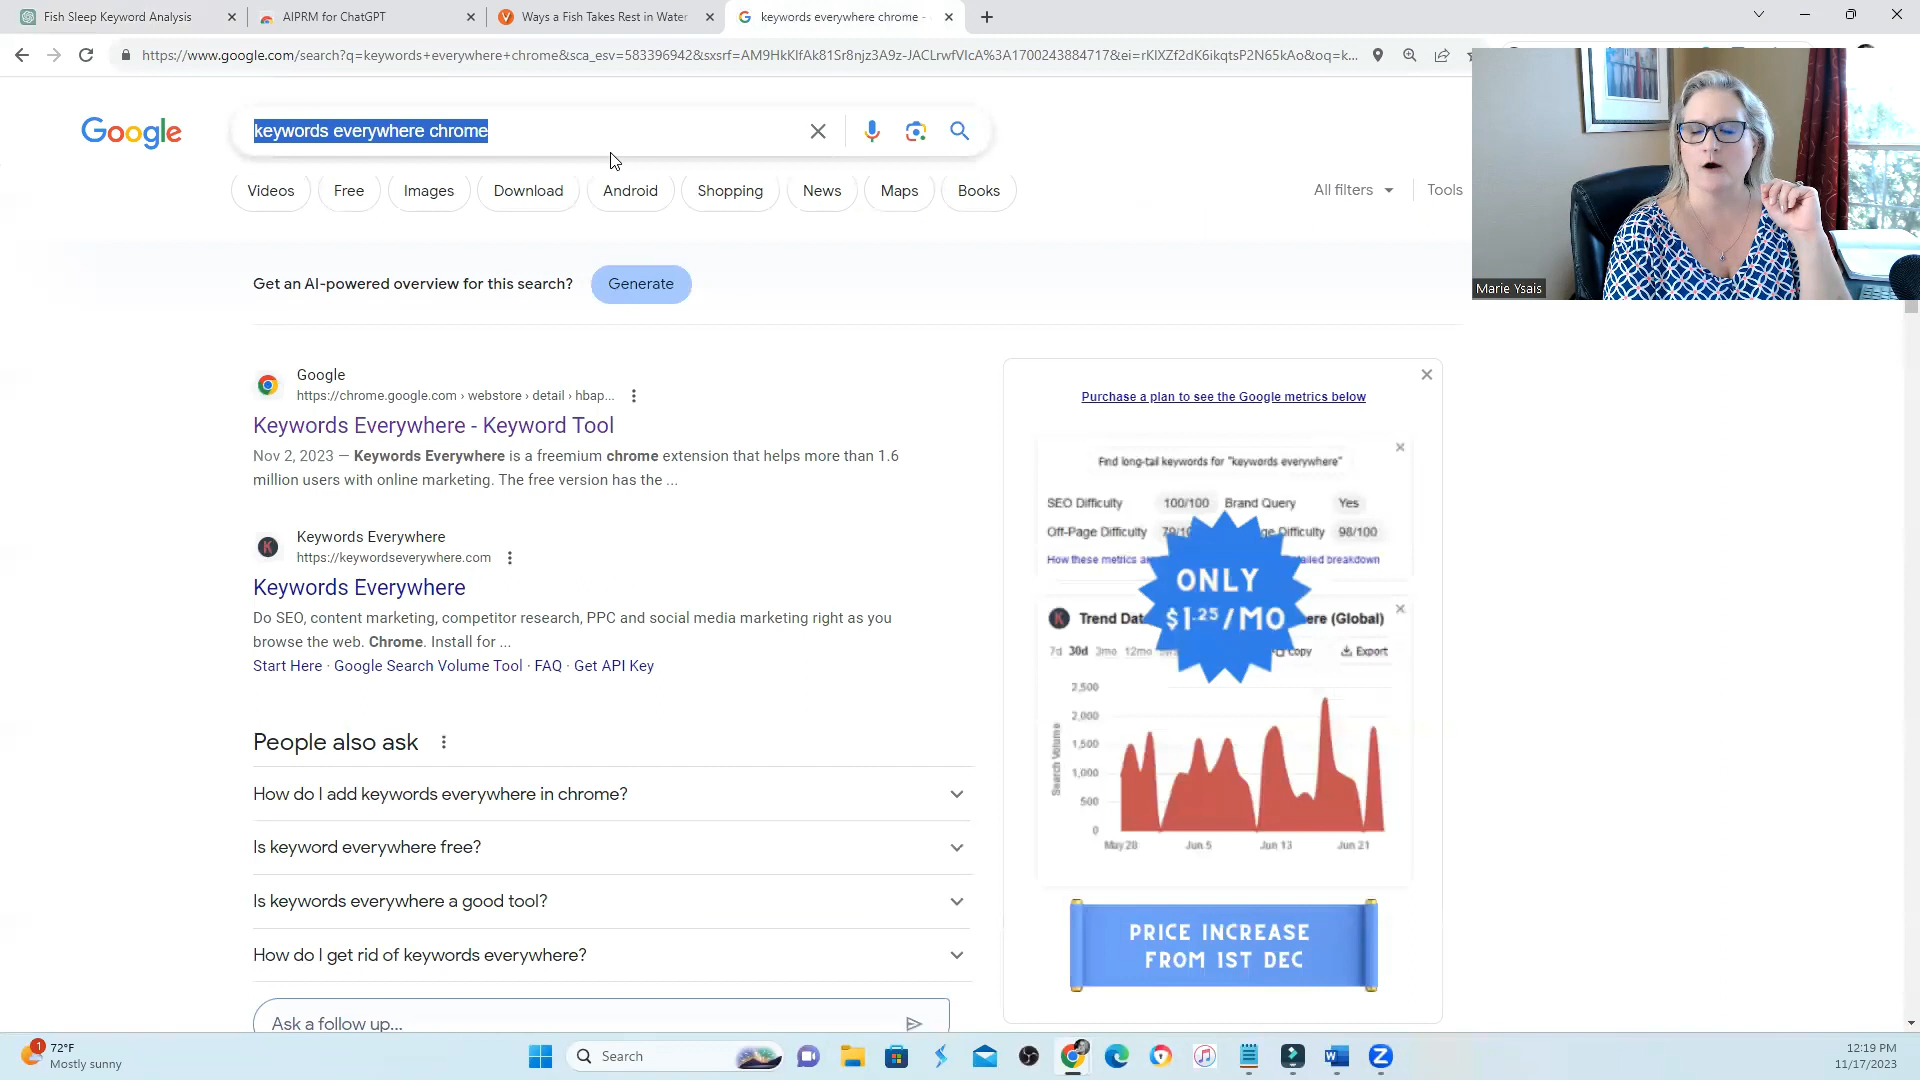 Fish Sleep Keyword Analysis
AIPRM for ChatGPT
Ways a Fish Takes Rest in Water
keywords everywhere chrome -
https://www.google.com/search?q=keywords+everywhere+chrome&sca_esv=583396942&sxsrf=AM9HkKlfAk81Sr8njz3A9z-JACLrwfVIcA%3A1700243884717&ei=rKlXZf2dK6ikqtsP2N65kAo&oq=k...
Google
keywords everywhere chrome
Videos
Free
Images
Download
Android
Shopping
News
Maps
Books
All filters
Tools
Marie Ysais
Get an AI-powered overview for this search?
Generate
Google
https://chrome.google.com › webstore › detail › hbap...
Keywords Everywhere - Keyword Tool
Nov 2, 2023 — Keywords Everywhere is a freemium chrome extension that helps more than 1.6
million users with online marketing. The free version has the ...
Keywords Everywhere
https://keywordseverywhere.com
Keywords Everywhere
Do SEO, content marketing, competitor research, PPC and social media marketing right as you
browse the web. Chrome. Install for ...
Start Here · Google Search Volume Tool · FAQ · Get API Key
People also ask
How do I add keywords everywhere in chrome?
Is keyword everywhere free?
Is keywords everywhere a good tool?
How do I get rid of keywords everywhere?
Ask a follow up...
Purchase a plan to see the Google metrics below
Find long-tail keywords for "keywords everywhere"
SEO Difficulty 100/100 Brand Query Yes
Off-Page Difficulty Difficulty 98/100
How these metrics breakdown
ONLY
$1.25/MO
Trend (Global)
7d 30d 3mo 12mo Copy Export
2,500
2,000
1,500
1,000
500
0
Search Volume
May 28 Jun 5 Jun 13 Jun 21
PRICE INCREASE
FROM 1ST DEC
1
72°F
Mostly sunny
Search
12:19 PM
11/17/2023